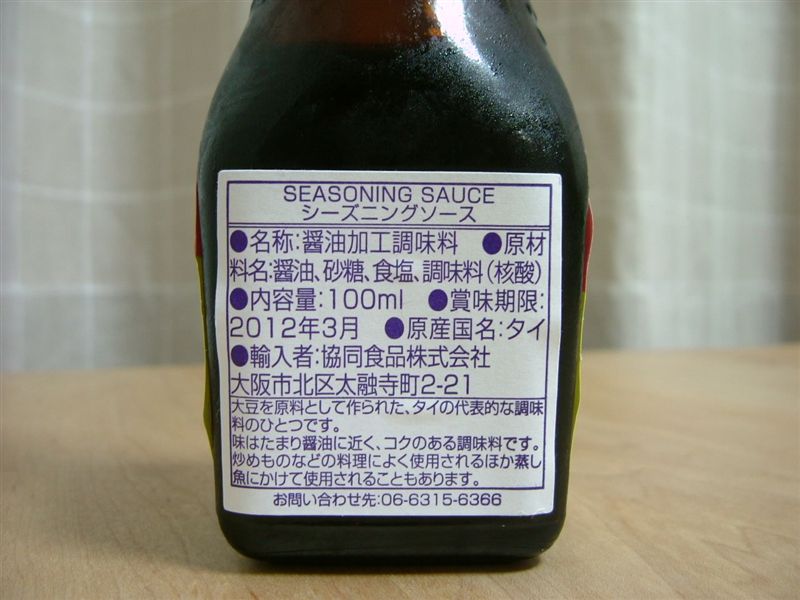 SEASONING SAUCE
シーズニングソース
●名称:醤油加工調味料 ●原材
料名:醤油、砂糖、食塩、調味料(核酸)
●内容量:100ml ●賞味期限:
2012年3月 ●原産国名:タイ
●輸入者:協同食品株式会社
大阪市北区太融寺町2-21
大豆を原料として作られた、タイの代表的な調味
料のひとつです。
味はたまり醤油に近く、コクのある調味料です。
炒めものなどの料理によく使用されるほか蒸し
魚にかけて使用されることもあります。
お問い合わせ先:06-6315-6366